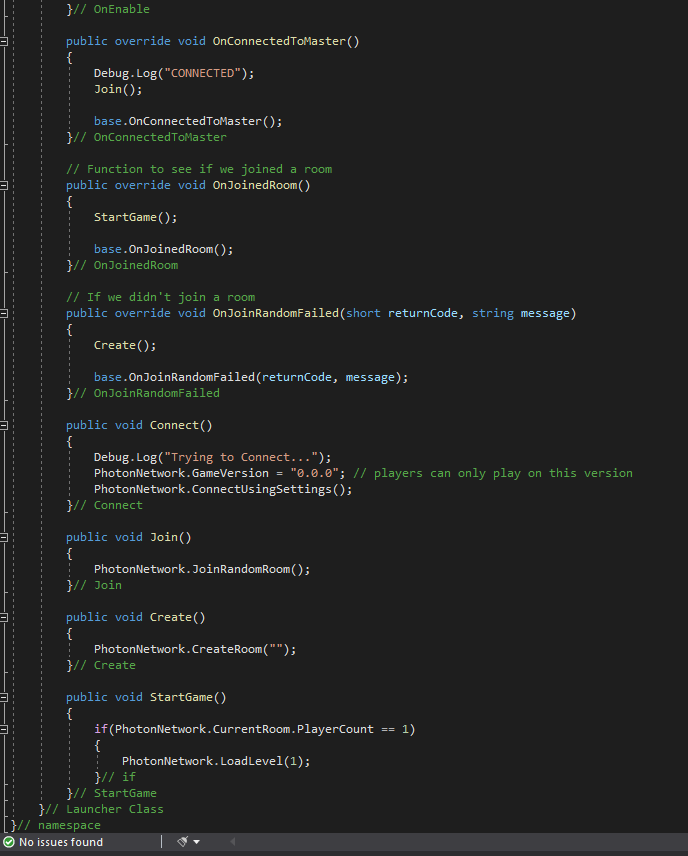 }// OnEnable
public override void OnConnectedToMaster()
{
Debug.Log("CONNECTED");
Join();
base.OnConnectedToMaster();
}// OnConnectedToMaster
// Function to see if we joined a room
public override void OnJoinedRoom()
{
StartGame();
base.OnJoinedRoom();
}// OnJoinedRoom
// If we didn't join a room
public override void OnJoinRandomFailed(short returnCode, string message)
{
Create();
base.OnJoinRandomFailed(returnCode, message);
}// OnJoinRandomFailed
public void Connect()
{
Debug.Log("Trying to Connect...");
PhotonNetwork.GameVersion = "0.0.0"; // players can only play on this version
PhotonNetwork.ConnectUsingSettings();
}// Connect
public void Join()
{
PhotonNetwork.JoinRandomRoom();
}// Join
public void Create()
{
PhotonNetwork.CreateRoom("");
}// Create
public void StartGame()
{
if(PhotonNetwork.CurrentRoom.PlayerCount == 1)
{
PhotonNetwork.LoadLevel(1);
}// if
}// StartGame
}// Launcher Class
}// namespace
No issues found